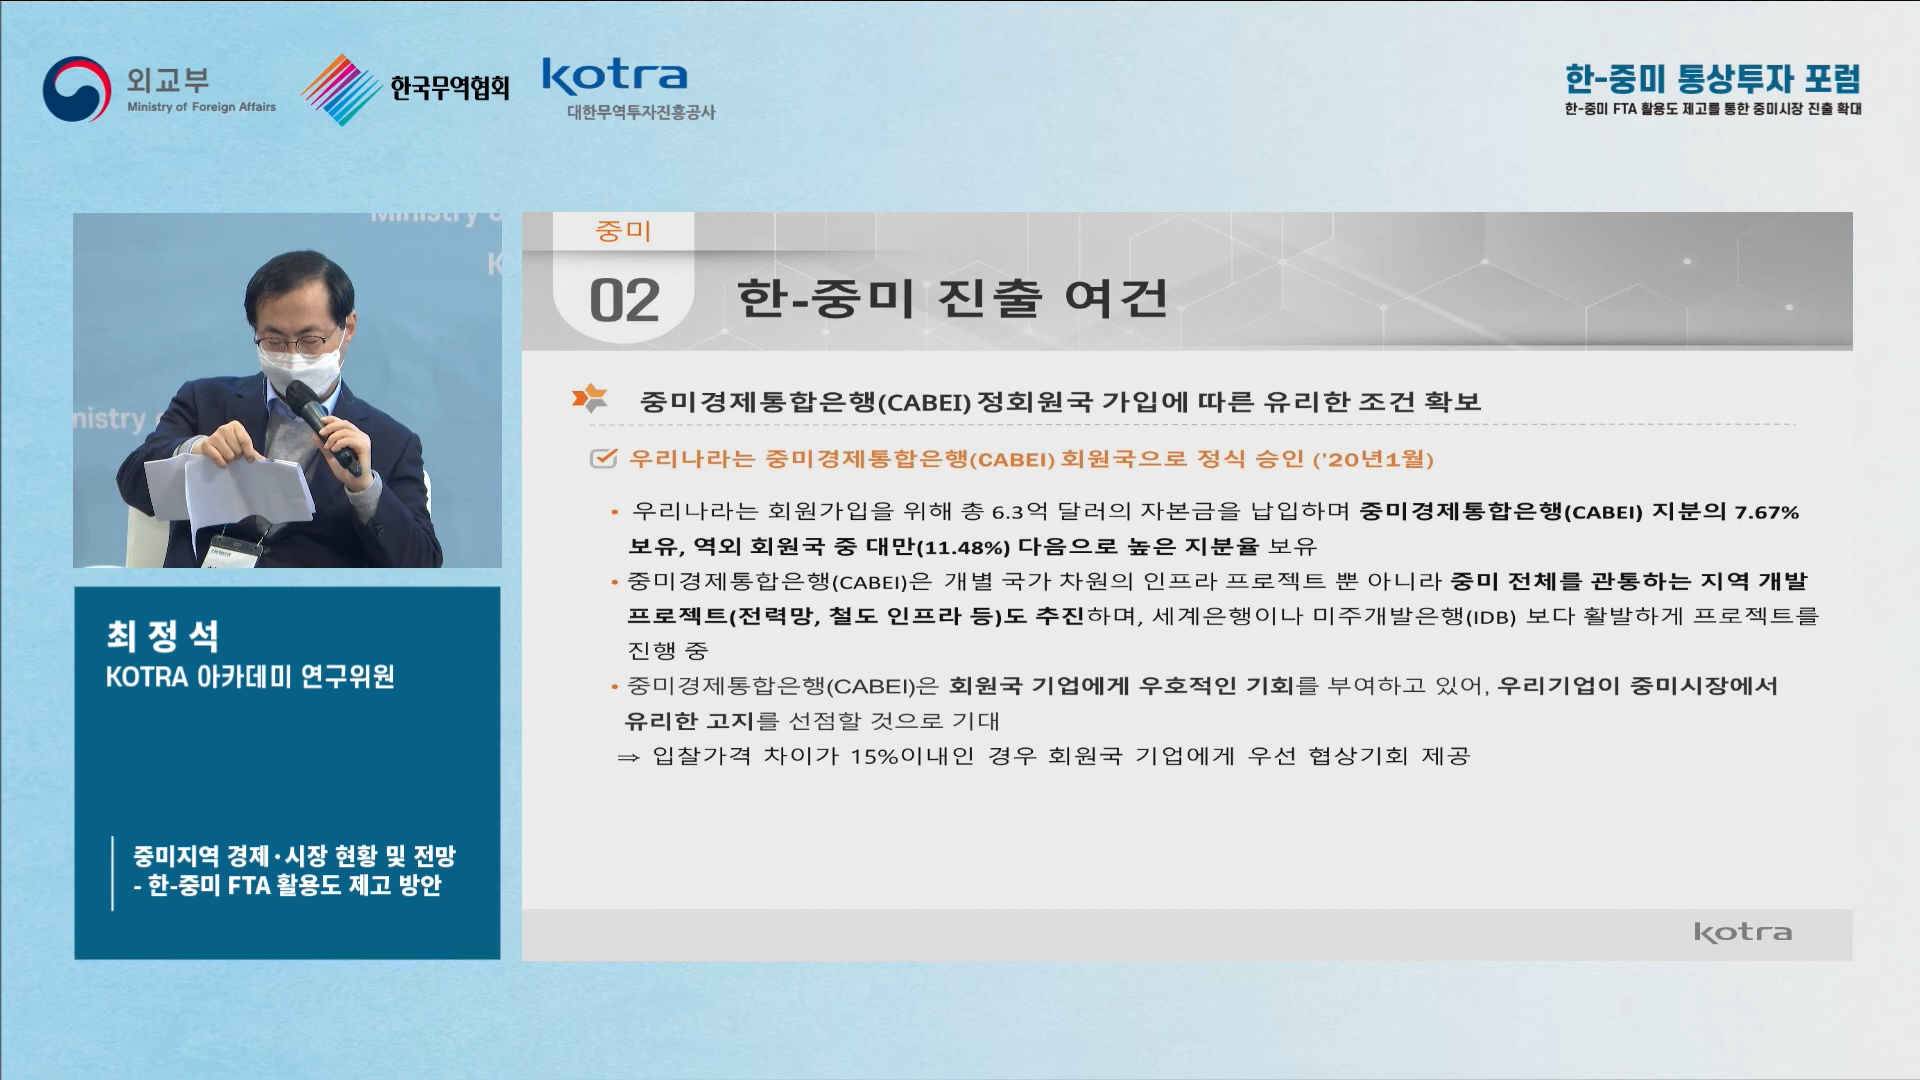 외교부
Ministry of Foreign Affairs
한국무역협회
kotra
대한무역투자진흥공사
한-중미 통상투자 포럼
한-중미 FTA 활용도 제고를 통한 중미시장 진출 확대
Ministry o
K
nistry
중미
02
한-중미 진출 여건
중미경제통합은행(CABEI) 정회원국 가입에 따른 유리한 조건 확보
우리나라는 중미경제통합은행(CABEI) 회원국으로 정식 승인 ('20년1월)
• 우리나라는 회원가입을 위해 총 6.3억 달러의 자본금을 납입하며 중미경제통합은행(CABEI) 지분의 7.67%
보유, 역외 회원국 중 대만(11.48%) 다음으로 높은 지분율 보유
• 중미경제통합은행(CABEI)은 개별 국가 차원의 인프라 프로젝트 뿐 아니라 중미 전체를 관통하는 지역 개발
프로젝트(전력망, 철도 인프라 등)도 추진하며, 세계은행이나 미주개발은행(IDB) 보다 활발하게 프로젝트를
진행 중
• 중미경제통합은행(CABEI)은 회원국 기업에게 우호적인 기회를 부여하고 있어, 우리기업이 중미시장에서
유리한 고지를 선점할 것으로 기대
⇒ 입찰가격 차이가 15%이내인 경우 회원국 기업에게 우선 협상기회 제공
kotra
최정석
KOTRA 아카데미 연구위원
중미지역 경제·시장 현황 및 전망
- 한-중미 FTA 활용도 제고 방안